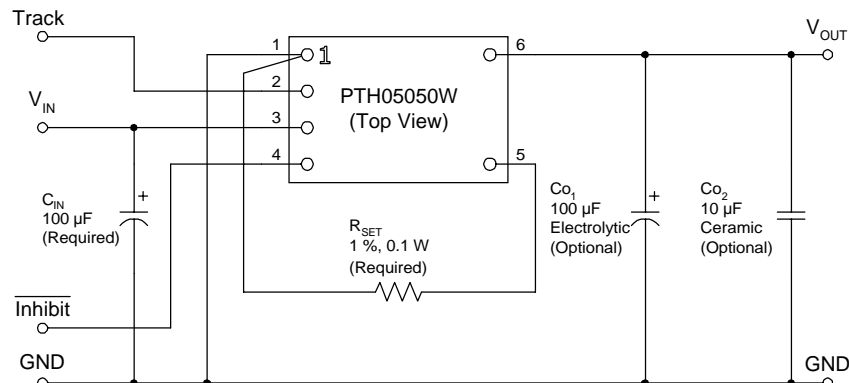 Track
V_OUT
1
1
6
2
PTH05050W
(Top View)
V_IN
3
4
5
C_IN
100 µF
(Required)
+
R_SET
1 %, 0.1 W
(Required)
Co_1
100 µF
Electrolytic
(Optional)
+
Co_2
10 µF
Ceramic
(Optional)
Inhibit
GND
GND